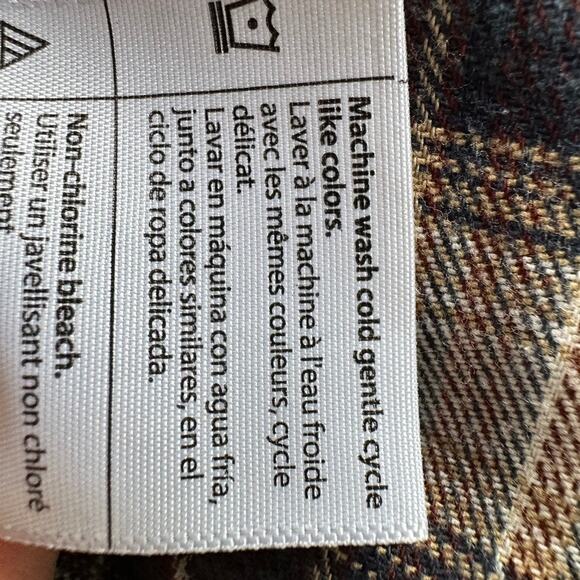 Machine wash cold gentle cycle
like colors.
Laver à la machine à l'eau froide
avec les mêmes couleurs, cycle
délicat.
Lavar en máquina con agua fría,
junto a colores similares, en el
ciclo de ropa delicada.
Non-chlorine bleach.
Utiliser un javellisant non chloré
seulement